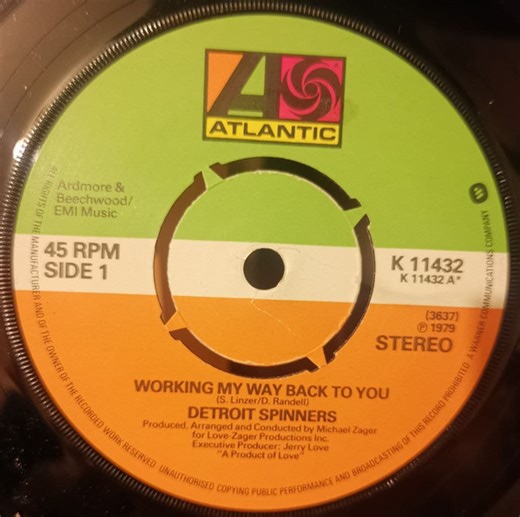 ATLANTIC
Ardmore &
Beechwood/
EMI Music
45 RPM
SIDE 1
K 11432
K 11432 A*
(3637)
℗ 1979
STEREO
WORKING MY WAY BACK TO YOU
(S. Linzer/D. Randell)
DETROIT SPINNERS
Produced, Arranged and Conducted by Michael Zager
for Love-Zager Productions Inc.
Executive Producer: Jerry Love
"A Product of Love"
ALL RIGHTS OF THE MANUFACTURER AND OF THE OWNER OF THE RECORDED WORK RESERVED. UNAUTHORISED COPYING PUBLIC PERFORMANCE AND BROADCASTING OF THIS RECORD PROHIBITED. A WARNER COMMUNICATIONS COMPANY